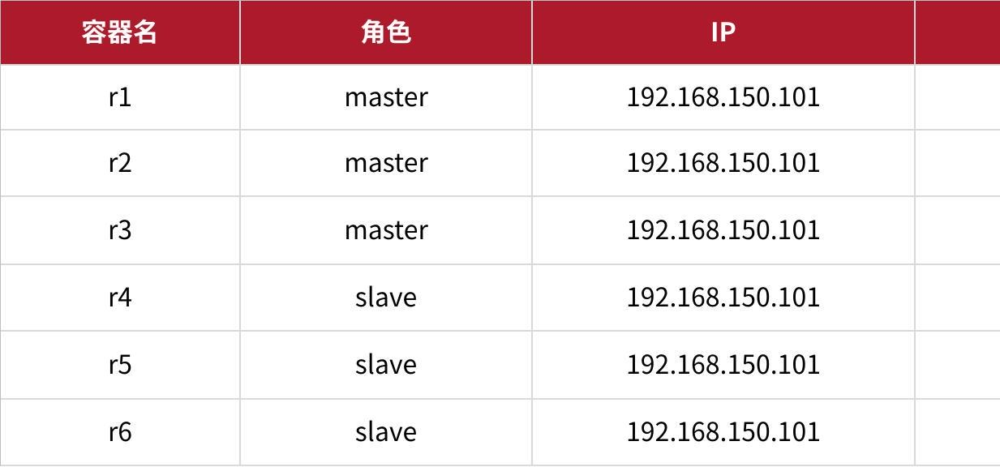 容器名 角色 IP
r1 master 192.168.150.101
r2 master 192.168.150.101
r3 master 192.168.150.101
r4 slave 192.168.150.101
r5 slave 192.168.150.101
r6 slave 192.168.150.101